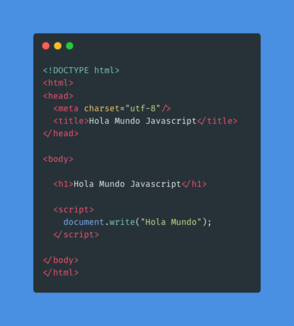 <!DOCTYPE html>
<html>
<head>
  <meta charset="utf-8"/>
  <title>Hola Mundo Javascript</title>
</head>

<body>

  <h1>Hola Mundo Javascript</h1>

  <script>
    document.write("Hola Mundo");
  </script>

</body>
</html>